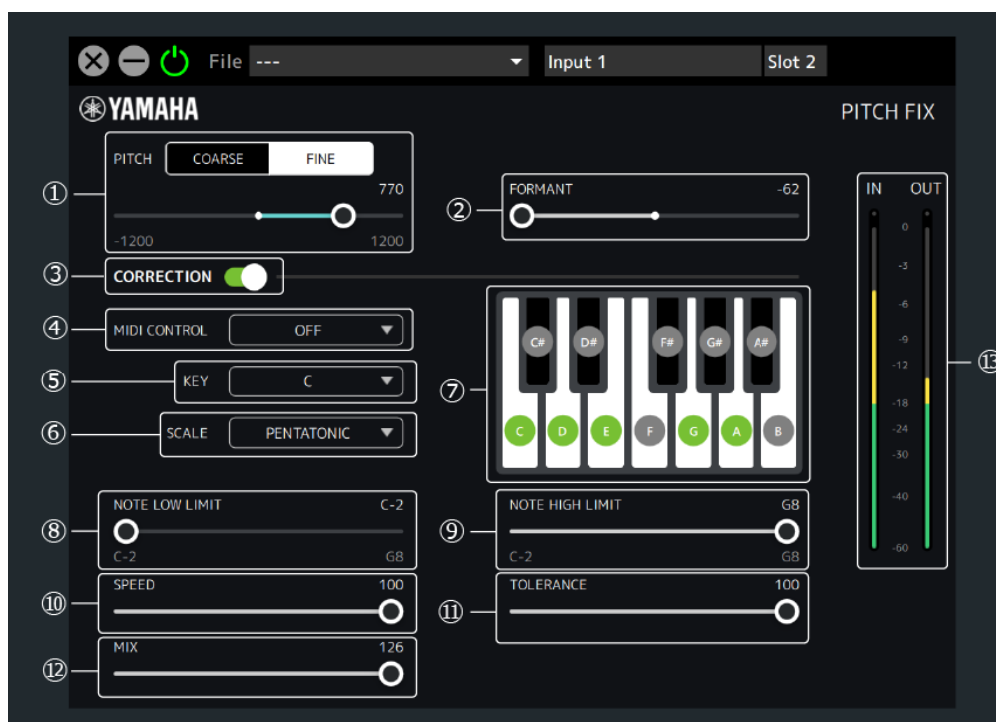 File --- Input 1 Slot 2
YAMAHA PITCH FIX
① PITCH COARSE FINE
770
-1200 1200
② FORMANT -62
③ CORRECTION
④ MIDI CONTROL OFF
⑤ KEY C
⑥ SCALE PENTATONIC
⑦
C# D# F# G# A#
C D E F G A B
⑧ NOTE LOW LIMIT C-2
C-2 G8
⑨ NOTE HIGH LIMIT G8
C-2 G8
⑩ SPEED 100
⑪ TOLERANCE 100
⑫ MIX 126
IN OUT
0
-3
-6
-9
-12
⑬
-18
-24
-30
-40
-60